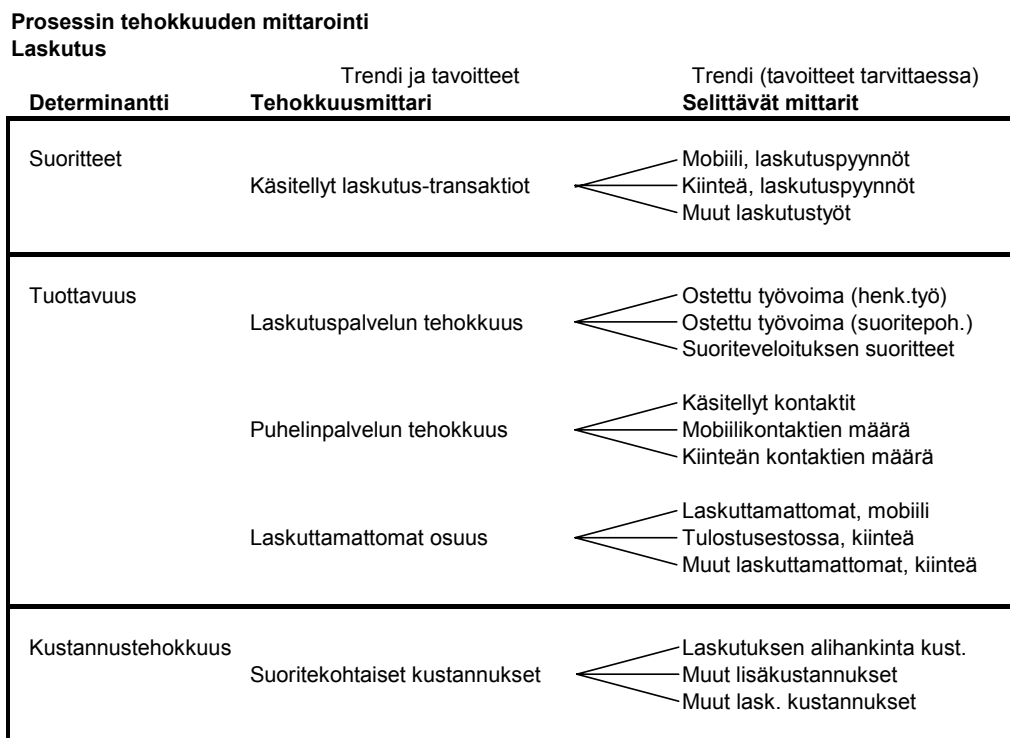 Prosessin tehokkuuden mittarointi
Laskutus
Trendi ja tavoitteet Trendi (tavoitteet tarvittaessa)
Determinantti Tehokkuusmittari Selittävät mittarit
Suoritteet Mobiili, laskutuspyynnöt
Käsitellyt laskutus-transaktiot Kiinteä, laskutuspyynnöt
Muut laskutustyöt
Tuottavuus Ostettu työvoima (henk.työ)
Laskutuspalvelun tehokkuus Ostettu työvoima (suoritepoh.)
Suoriteveloituksen suoritteet
Käsitellyt kontaktit
Puhelinpalvelun tehokkuus Mobiilikontaktien määrä
Kiinteän kontaktien määrä
Laskuttamattomat, mobiili
Laskuttamattomat osuus Tulostusestossa, kiinteä
Muut laskuttamattomat, kiinteä
Kustannustehokkuus Laskutuksen alihankinta kust.
Suoritekohtaiset kustannukset Muut lisäkustannukset
Muut lask. kustannukset